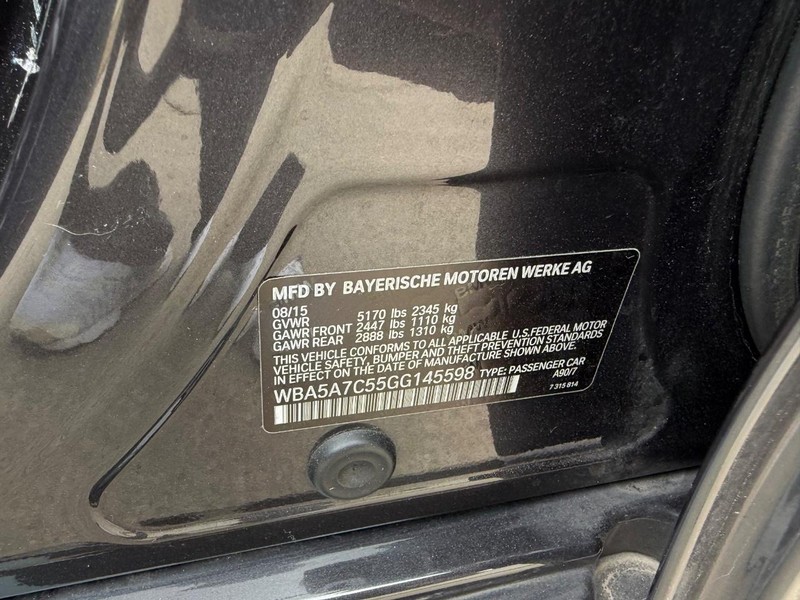 MFD BY BAYERISCHE MOTOREN WERKE AG
08/15
GVWR 5170 lbs 2345 kg
GAWR FRONT 2447 lbs 1110 kg
GAWR REAR 2888 lbs 1310 kg
THIS VEHICLE CONFORMS TO ALL APPLICABLE U.S.FEDERAL MOTOR
VEHICLE SAFETY, BUMPER AND THEFT PREVENTION STANDARDS
IN EFFECT ON THE DATE OF MANUFACTURE SHOWN ABOVE.
WBA5A7C55GG145598 TYPE: PASSENGER CAR
A90/7
7 315 814